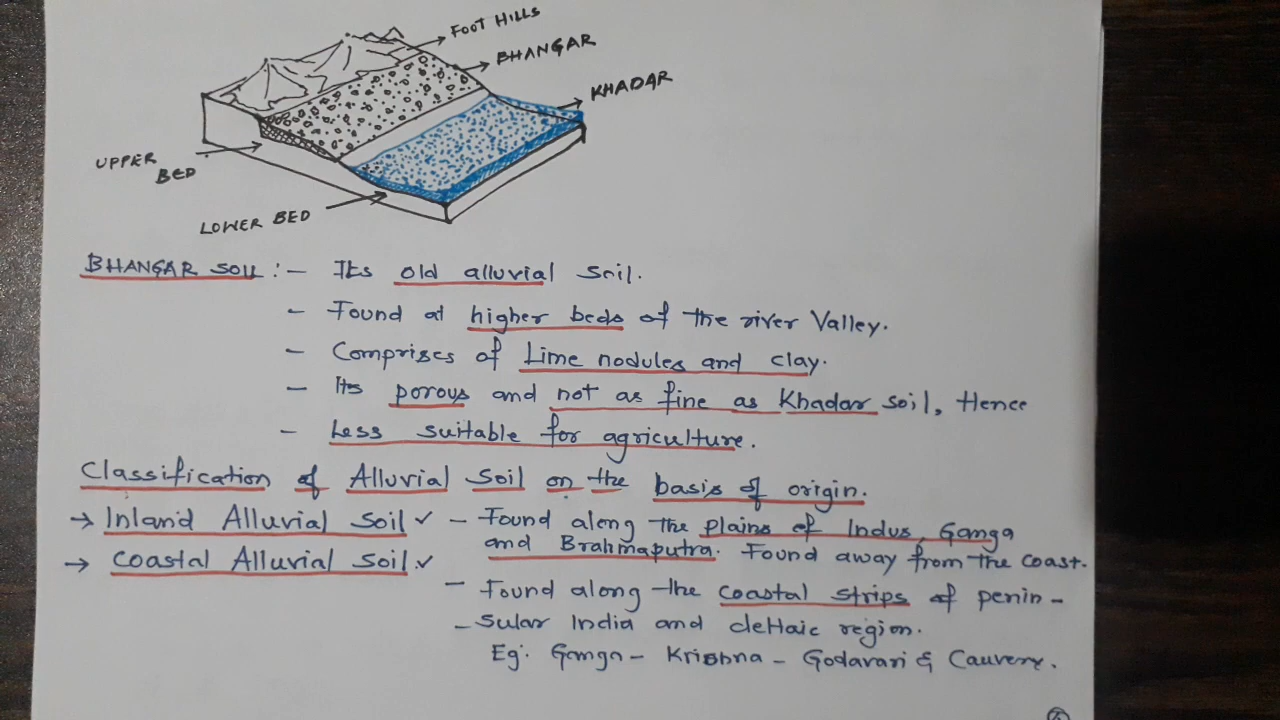 FOOT HILLS
BHANGAR
KHADAR
UPPER BED
LOWER BED
BHANGAR SOIL :- Its old alluvial Soil.
- Found at higher beds of the river Valley.
- Comprises of Lime nodules and clay.
- Its porous and not as fine as Khadar soil, Hence
- Less suitable for agriculture.
Classification of Alluvial Soil on the basis of origin.
→ Inland Alluvial Soil ✓ - Found along the plains of Indus, Ganga
and Brahmaputra. Found away from the coast.
→ Coastal Alluvial Soil. ✓
- Found along the coastal strips of penin -
- sular India and deltaic region.
Eg: Ganga - Krishna - Godavari & Cauvery.